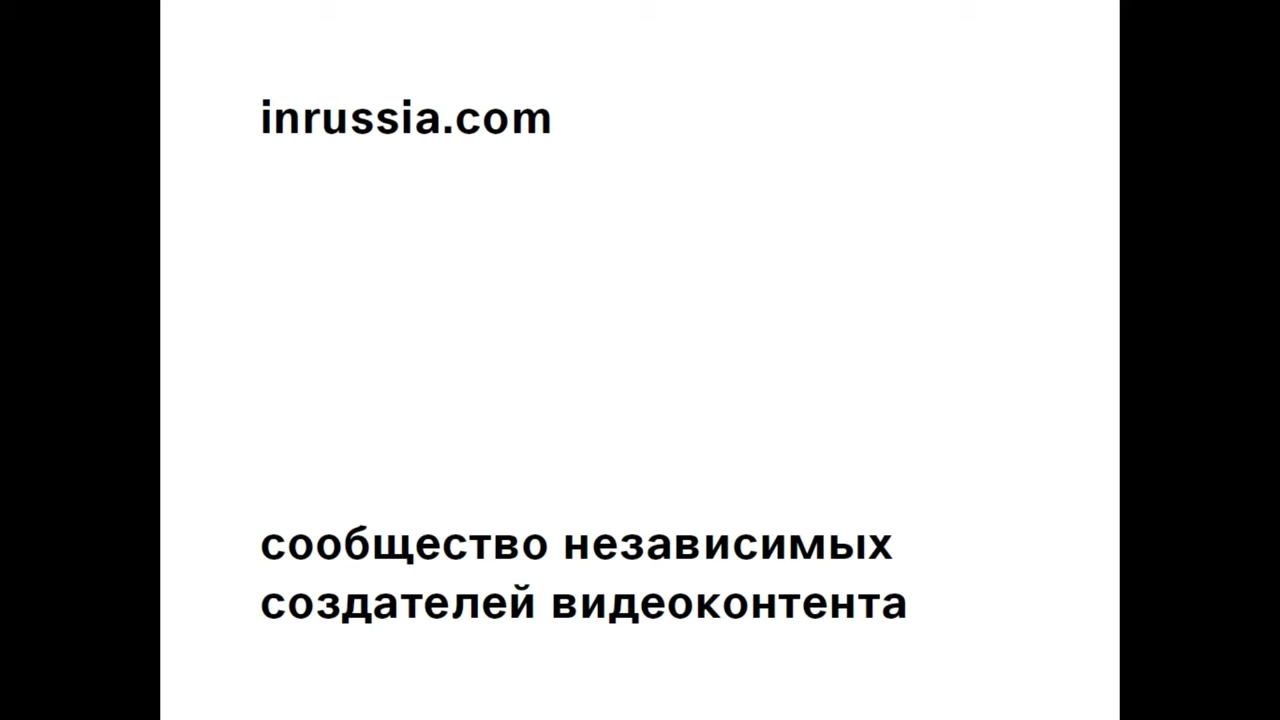 inrussia.com
сообщество независимых
создателей видеоконтента